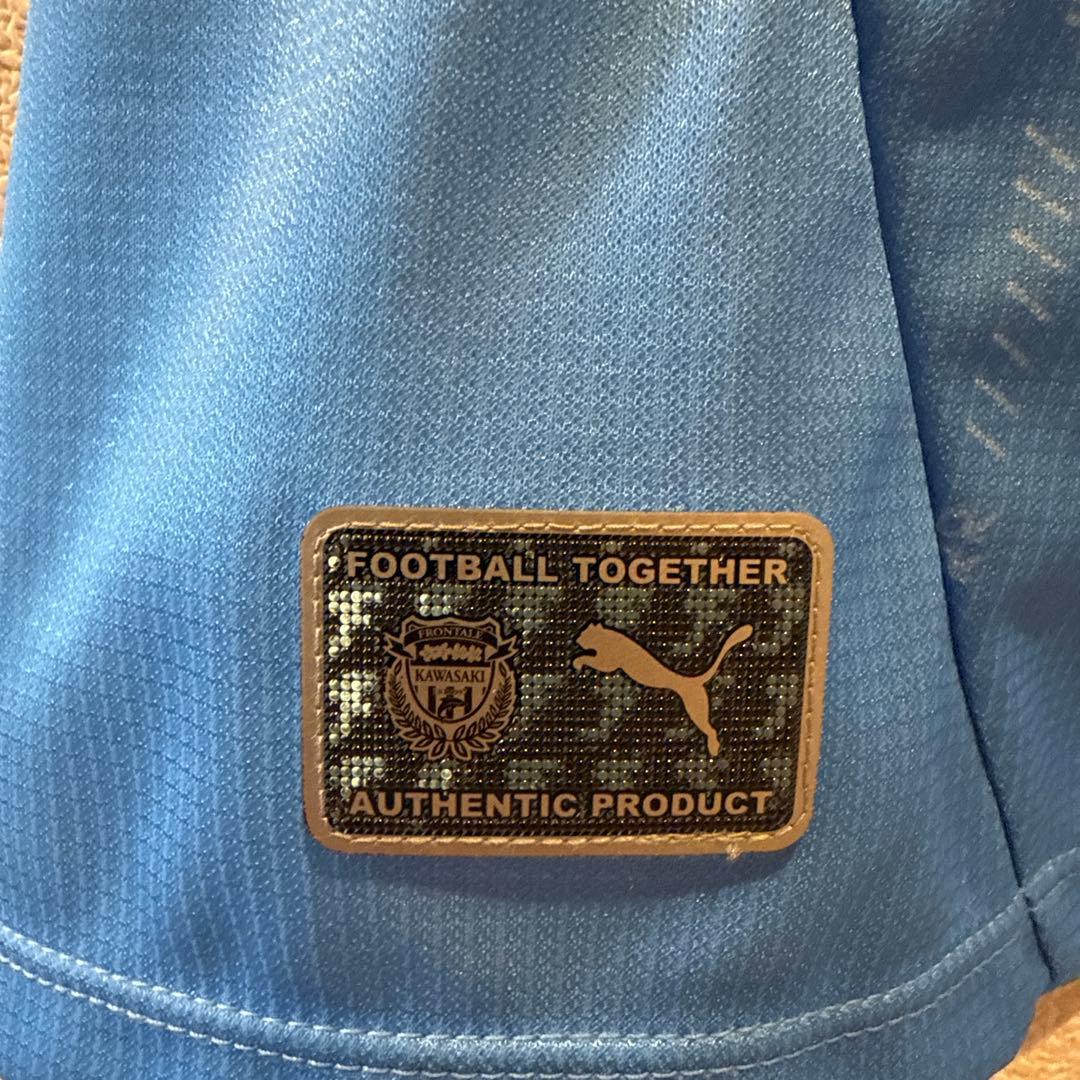 FOOTBALL TOGETHER
FRONTALE
KAWASAKI
AUTHENTIC PRODUCT